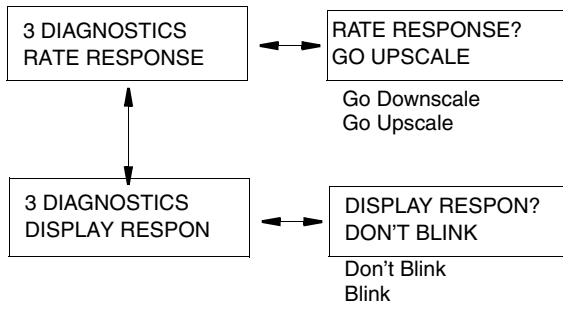 3 DIAGNOSTICS
RATE RESPONSE
RATE RESPONSE?
GO UPSCALE
Go Downscale
Go Upscale
3 DIAGNOSTICS
DISPLAY RESPON
DISPLAY RESPON?
DON'T BLINK
Don't Blink
Blink